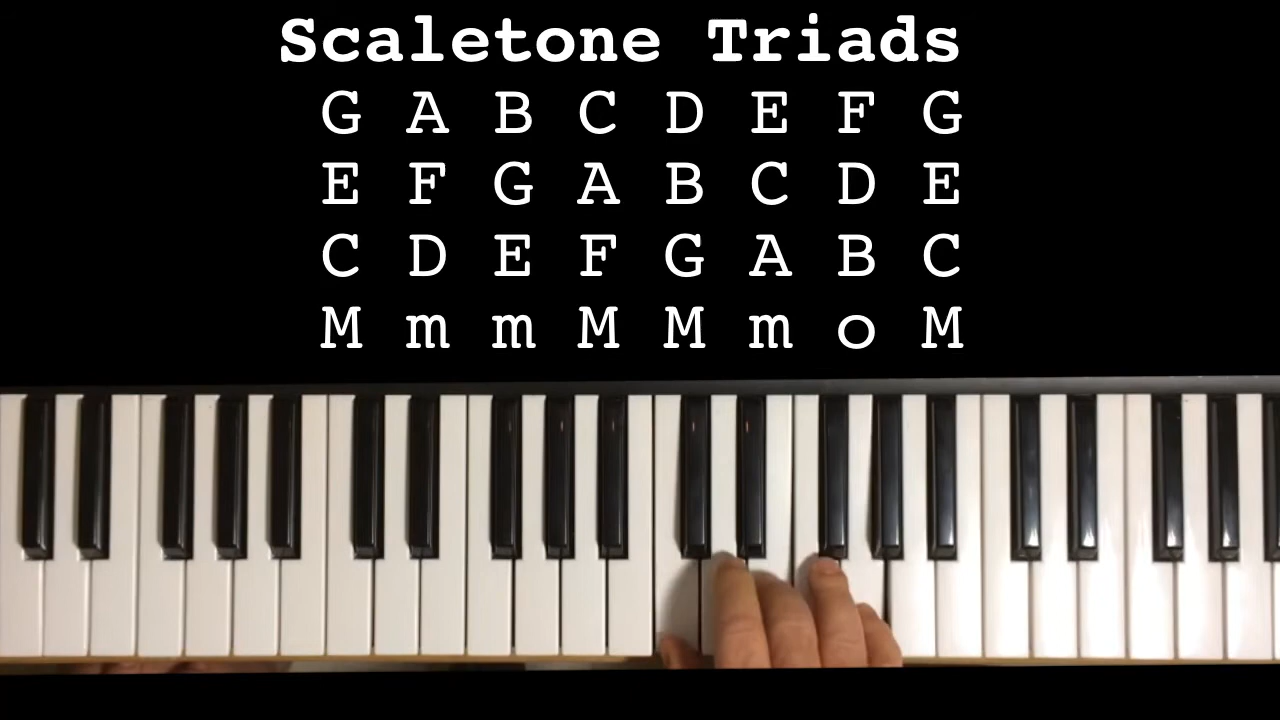 Scaletone Triads
G A B C D E F G
E F G A B C D E
C D E F G A B C
M m m M M m o M